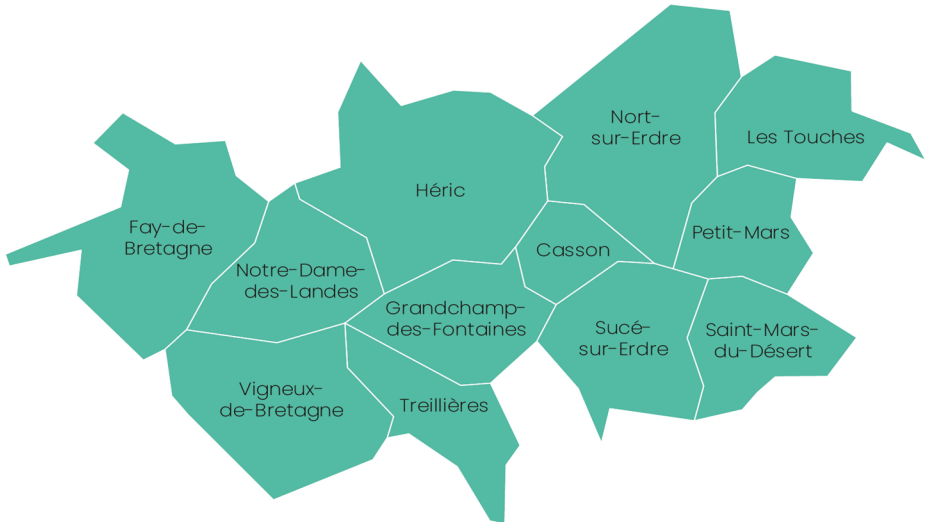 Nort-
sur-Erdre
Les Touches
Héric
Fay-de-
Bretagne
Petit-Mars
Casson
Notre-Dame-
des-Landes
Grandchamp-
des-Fontaines
Sucé-
sur-Erdre
Saint-Mars-
du-Désert
Vigneux-
de-Bretagne
Treillières